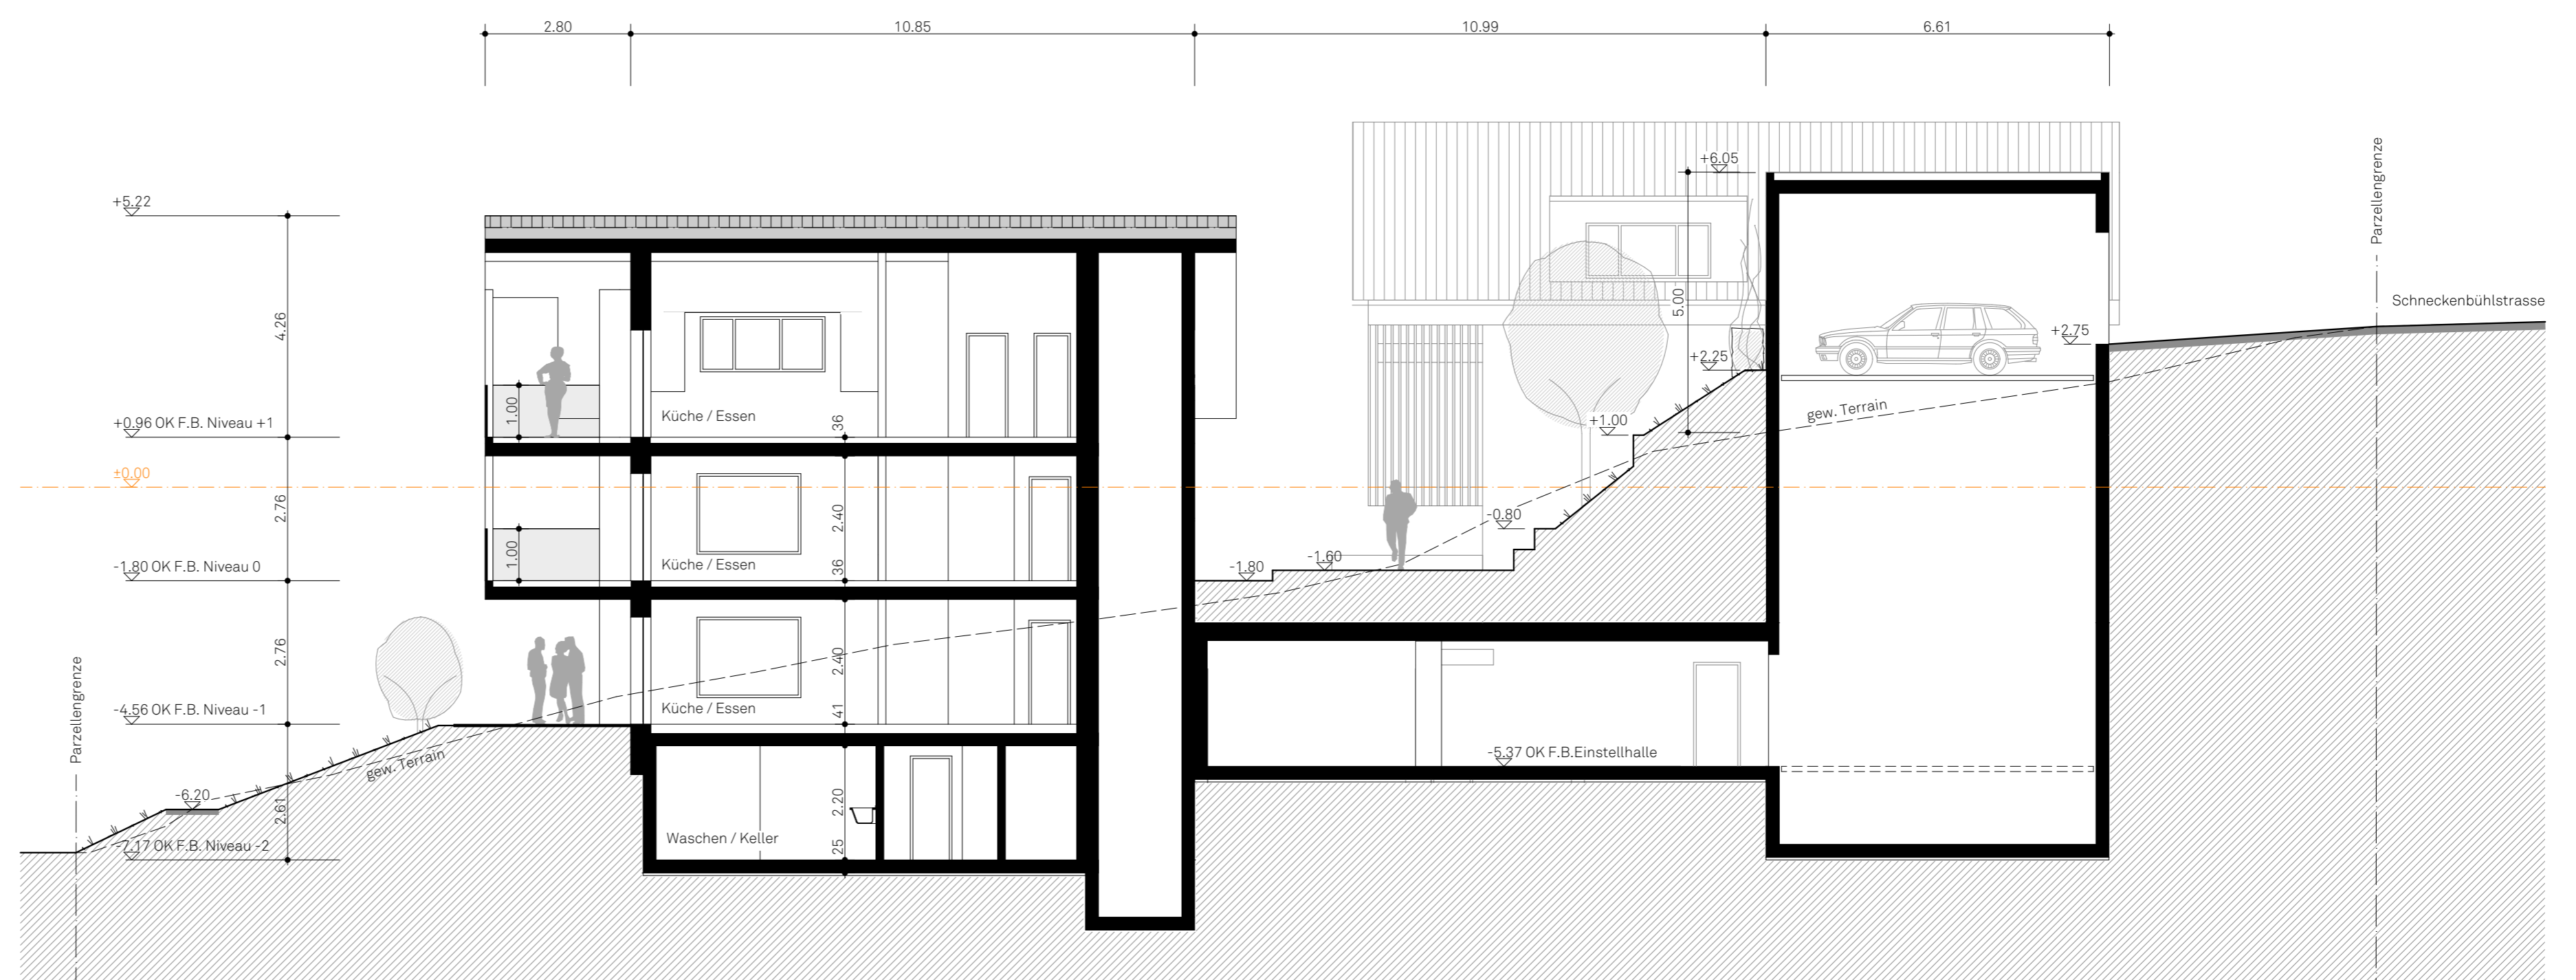 2.80
10.85
10.99
6.61
+5.22
+6.05
Parzellengrenze
Schneckenbühlstrasse
4.26
5.00
+2.75
+2.25
1.00
Küche / Essen
36
+0.96 OK F.B. Niveau +1
+1.00
gew. Terrain
±0.00
2.76
2.40
-0.80
1.00
Küche / Essen
36
-1.80 OK F.B. Niveau 0
-1.80
-1.60
2.76
2.40
Parzellengrenze
Küche / Essen
41
-4.56 OK F.B. Niveau -1
-5.37 OK F.B.Einstellhalle
gew. Terrain
-6.20
2.61
2.20
Waschen / Keller
25
-7.17 OK F.B. Niveau -2